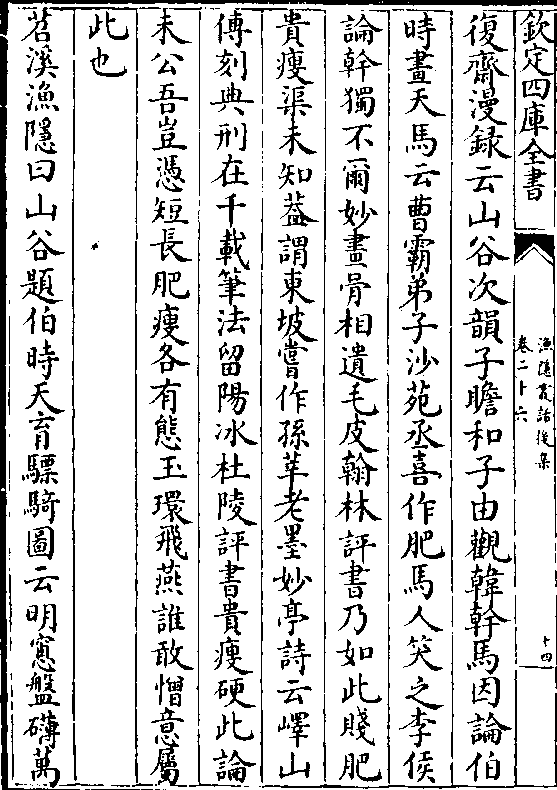 欽定四庫全書
漁隱叢話後集
卷二十六
十四
復齋漫録云山谷次韻子瞻和子由觀韓幹馬因論伯
時畫天馬云曹霸弟子沙苑丞喜作肥馬人笑之李侯
論幹獨不爾妙畫骨相遺毛皮翰林評書乃如此賤肥
貴瘦渠未知葢謂東坡嘗作孫莘老墨妙亭詩云嶧山
傳刻典刑在千載筆法留陽冰杜陵評書貴瘦硬此論
未公吾豈憑短長肥瘦各有態玉環飛燕誰敢憎意屬
此也
苕溪漁隱曰山谷題伯時天育驃騎圖云明窻盤礴萬